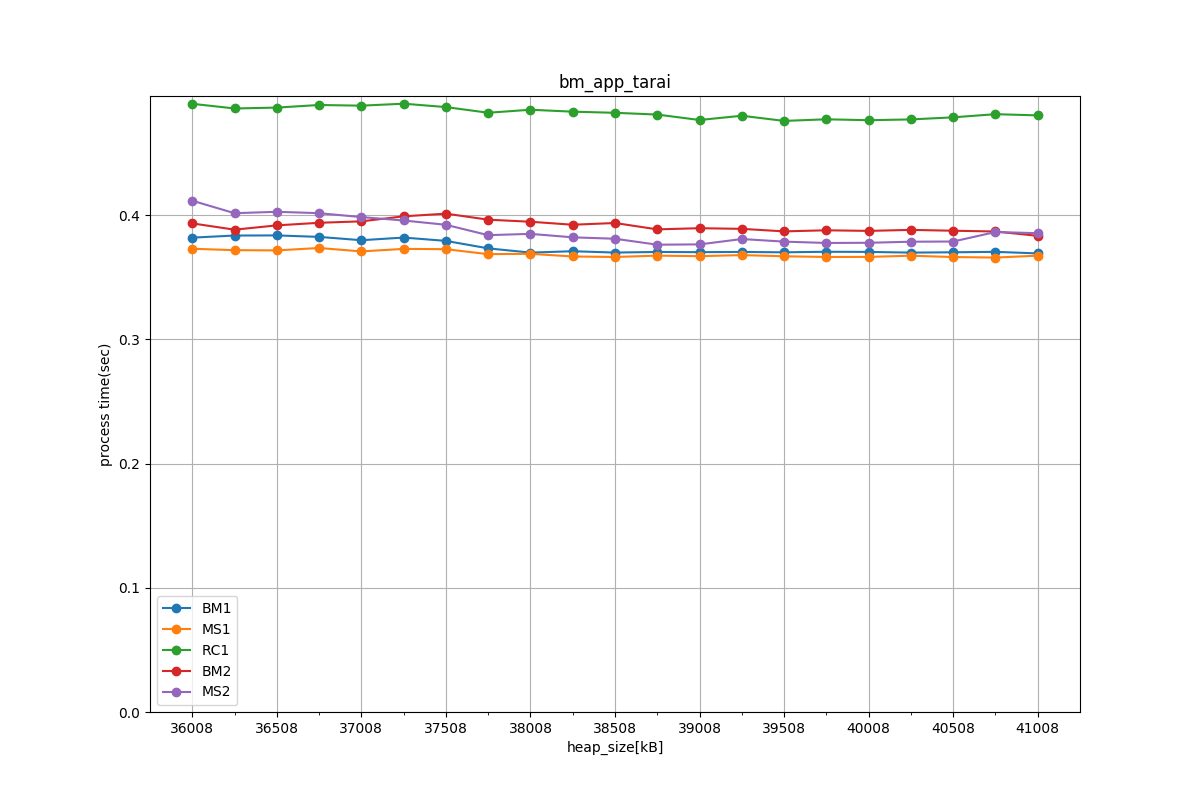 bm_app_tarai
process time(sec)
0.4
0.3
0.2
0.1
0.0
BM1
MS1
RC1
BM2
MS2
36008 36508 37008 37508 38008 38508 39008 39508 40008 40508 41008
heap_size[kB]